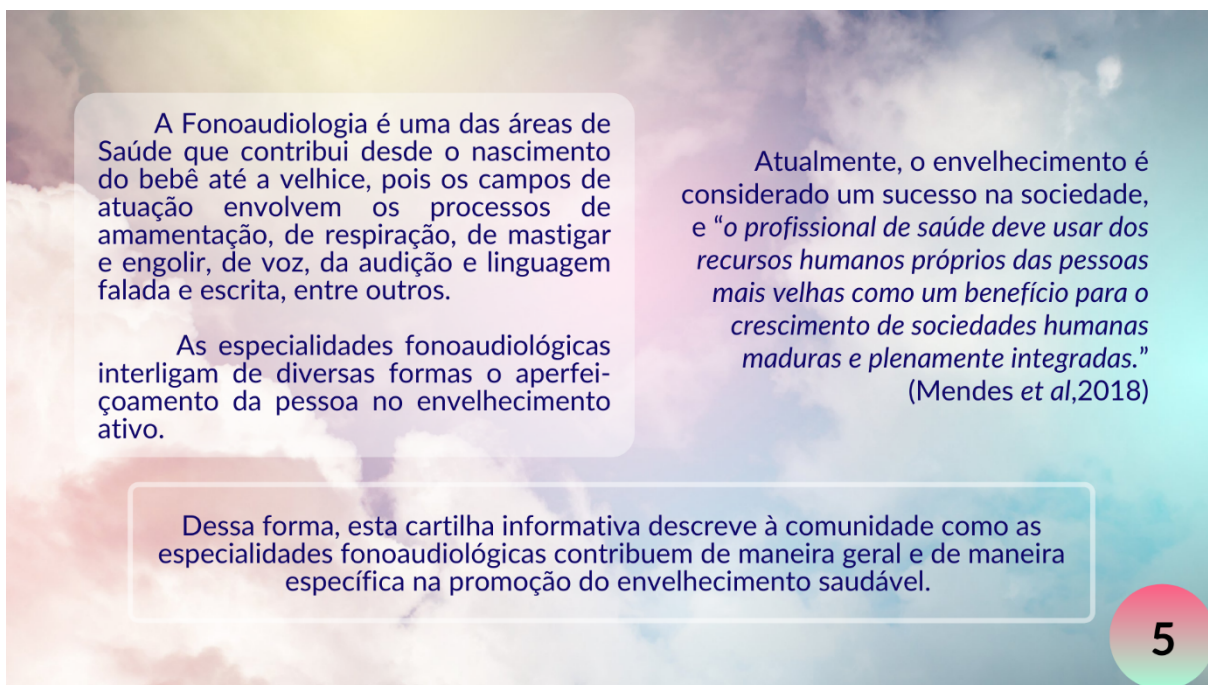 A Fonoaudiologia é uma das áreas de
Saúde que contribui desde o nascimento
do bebê até a velhice, pois os campos de
atuação envolvem os processos de
amamentação, de respiração, de mastigar
e engolir, de voz, da audição e linguagem
falada e escrita, entre outros.
As especialidades fonoaudiológicas
interligam de diversas formas o aperfei-
çoamento da pessoa no envelhecimento
ativo.
Atualmente, o envelhecimento é
considerado um sucesso na sociedade,
e “o profissional de saúde deve usar dos
recursos humanos próprios das pessoas
mais velhas como um benefício para o
crescimento de sociedades humanas
maduras e plenamente integradas.”
(Mendes et al,2018)
Dessa forma, esta cartilha informativa descreve à comunidade como as
especialidades fonoaudiológicas contribuem de maneira geral e de maneira
específica na promoção do envelhecimento saudável.
5